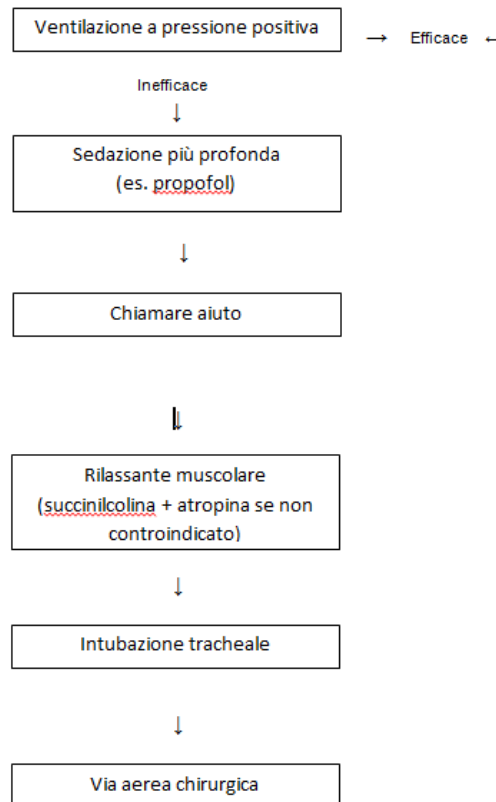 Ventilazione a pressione positiva
→ Efficace ←
Inefficace
↓
Sedazione più profonda
(es. propofol)
↓
Chiamare aiuto
↓
Rilassante muscolare
(succinilcolina + atropina se non
controindicato)
↓
Intubazione tracheale
↓
Via aerea chirurgica